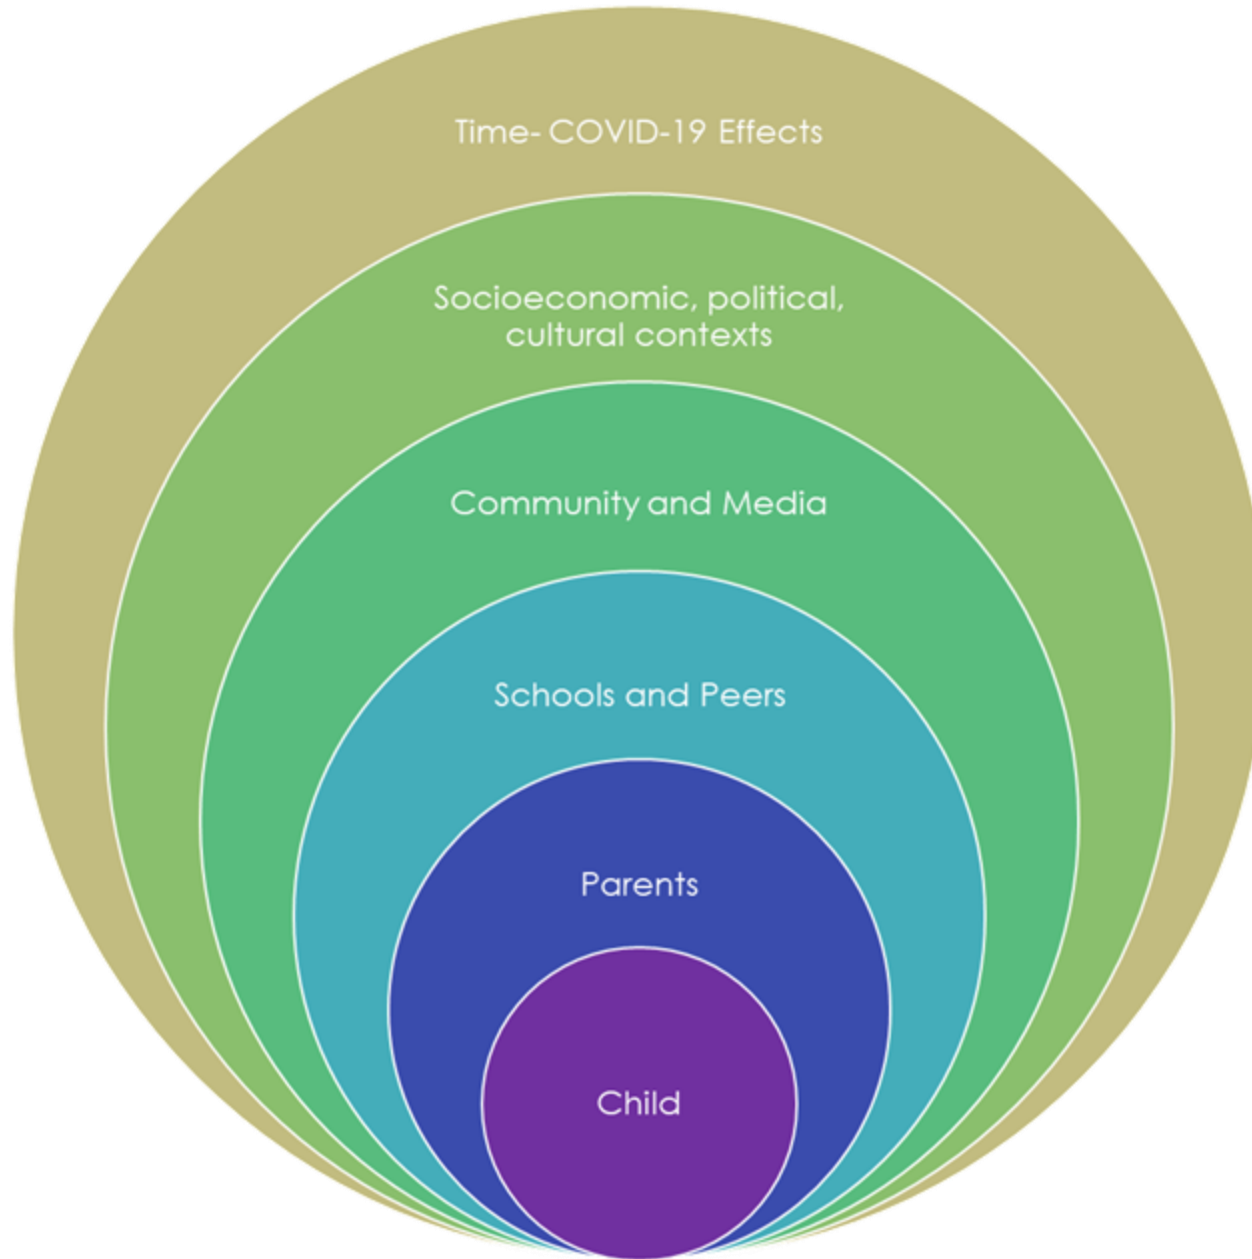 Time- COVID-19 Effects
Socioeconomic, political,
cultural contexts
Community and Media
Schools and Peers
Parents
Child